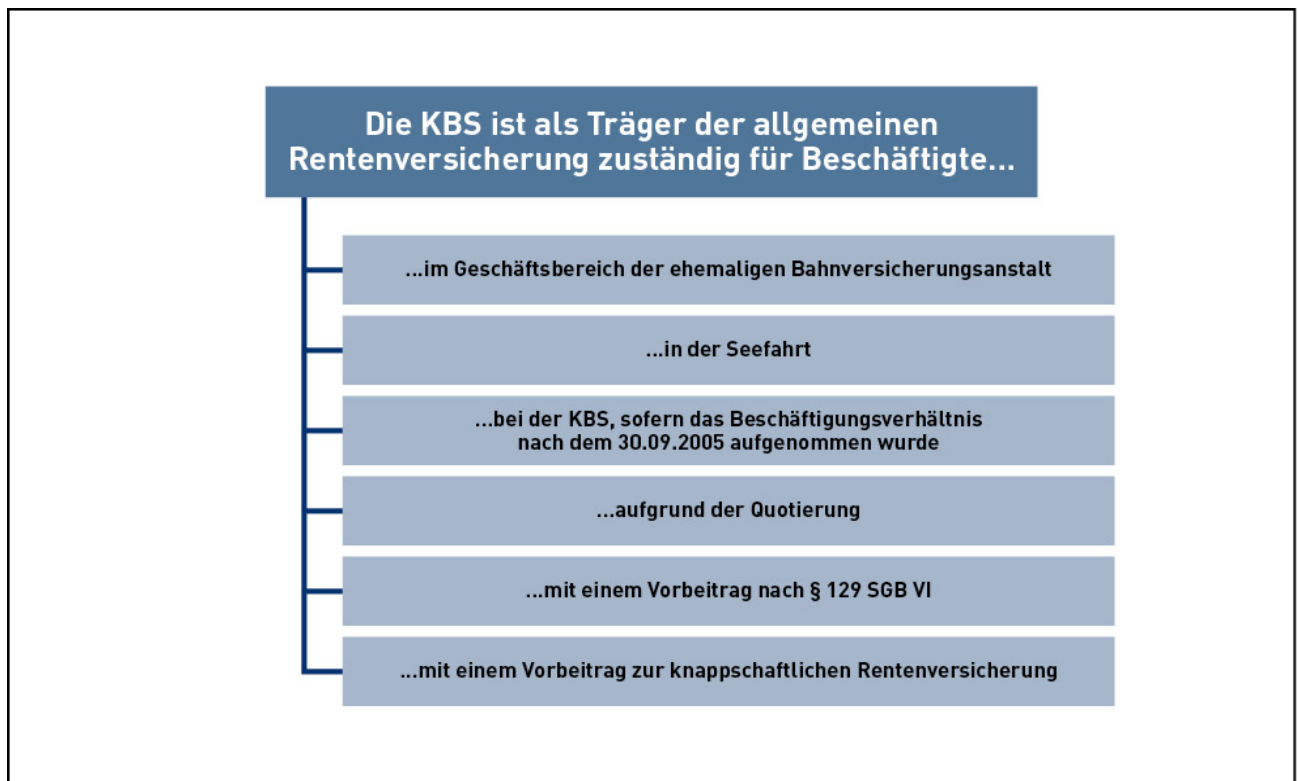 Die KBS ist als Träger der allgemeinen
Rentenversicherung zuständig für Beschäftigte...
...im Geschäftsbereich der ehemaligen Bahnversicherungsanstalt
...in der Seefahrt
...bei der KBS, sofern das Beschäftigungsverhältnis
nach dem 30.09.2005 aufgenommen wurde
...aufgrund der Quotierung
...mit einem Vorbeitrag nach § 129 SGB VI
...mit einem Vorbeitrag zur knappschaftlichen Rentenversicherung